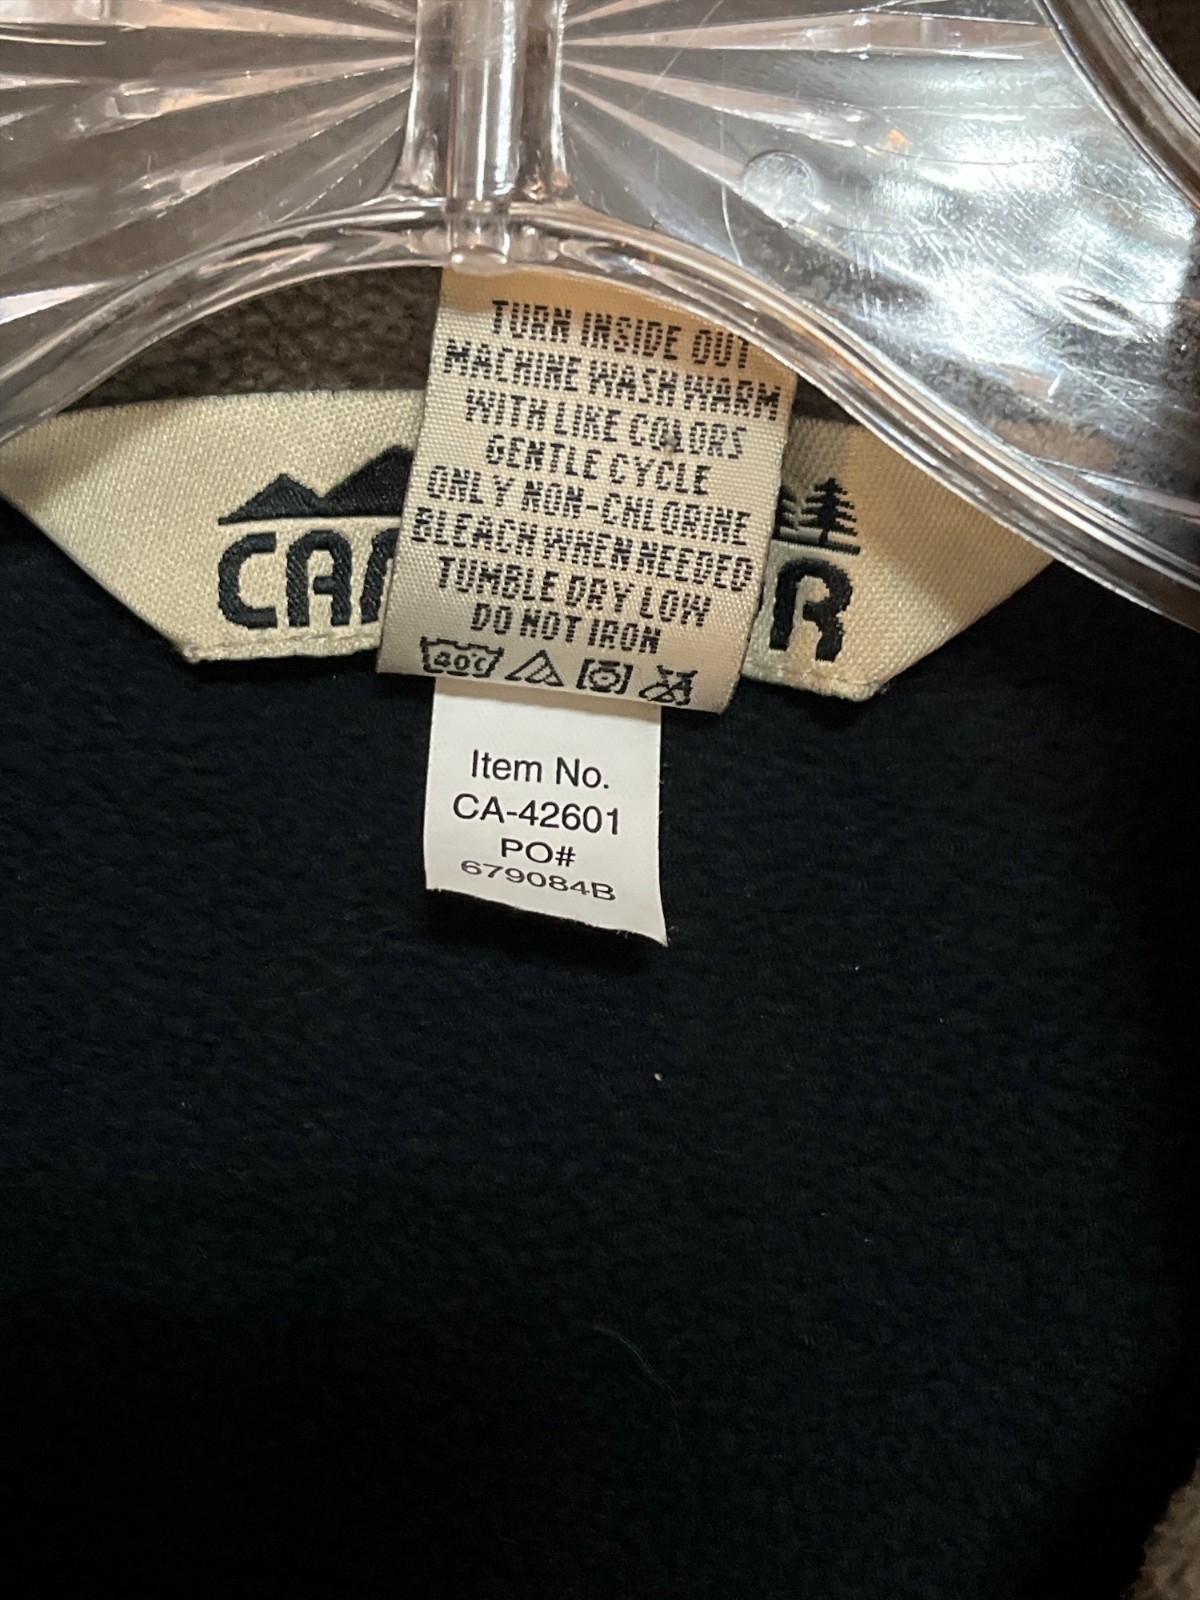 TURN INSIDE OUT
MACHINE WASH WARM
WITH LIKE COLORS
GENTLE CYCLE
ONLY NON-CHLORINE
BLEACH WHEN NEEDED
TUMBLE DRY LOW
DO NOT IRON
40C
Item No.
CA-42601
PO#
679084B